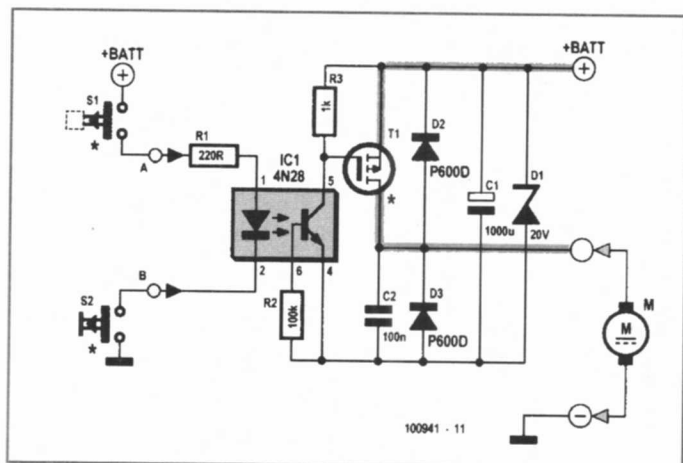 +BATT
+
S1
*
A
R1
220R
IC1
4N28
1
2
5
6
4
B
S2
*
R2
100k
R3
1k
T1
*
D2
P600D
C1
1000u
D1
20V
+BATT
+
C2
100n
D3
P600D
M
M
−
100941 - 11